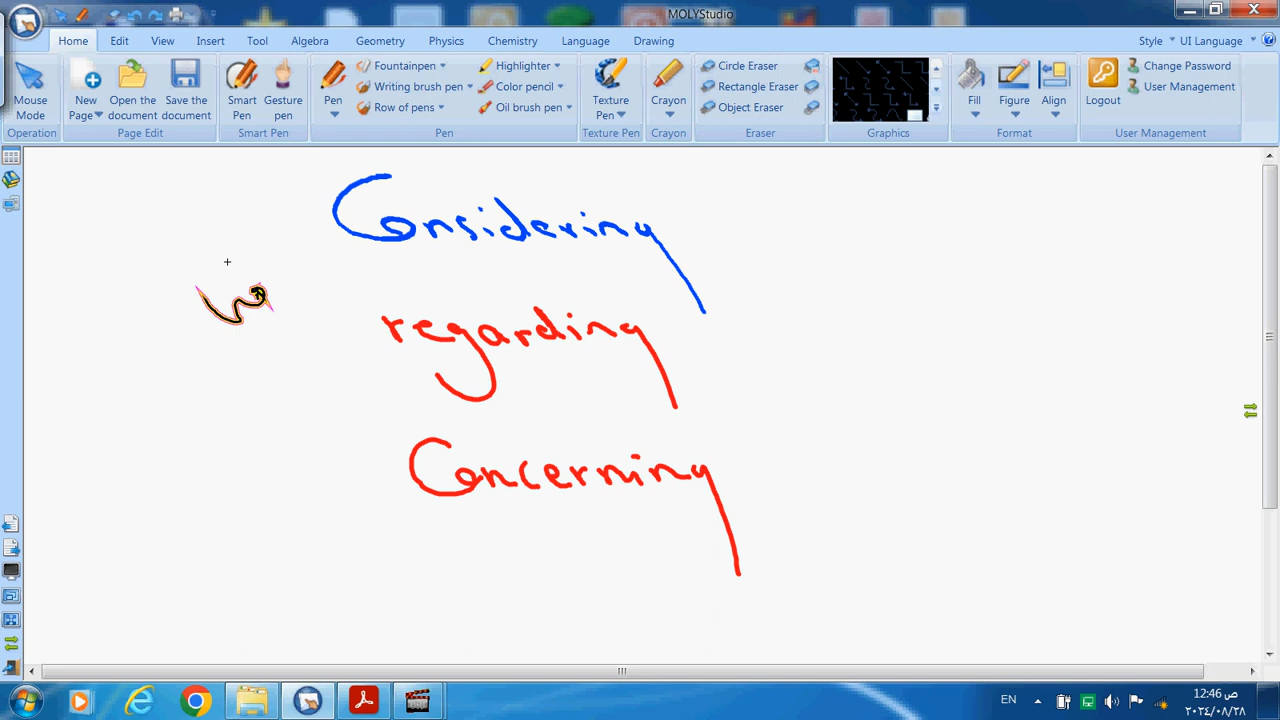 MOLYStudio
Home Edit View Insert Tool Algebra Geometry Physics Chemistry Language Drawing Style UI Language
Mouse Mode
New Page
Open the document
Save the document
Smart Pen
Gesture pen
Pen
Fountainpen
Writing brush pen
Row of pens
Highlighter
Color pencil
Oil brush pen
Texture Pen
Crayon
Circle Eraser
Rectangle Eraser
Object Eraser
Fill
Figure
Align
Logout
Change Password
User Management
Operation Page Edit Smart Pen Pen Texture Pen Crayon Eraser Graphics Format User Management
Considering
regarding
Concerning
EN
12:46 ص
٢٠٢٤/٠٨/٢٨